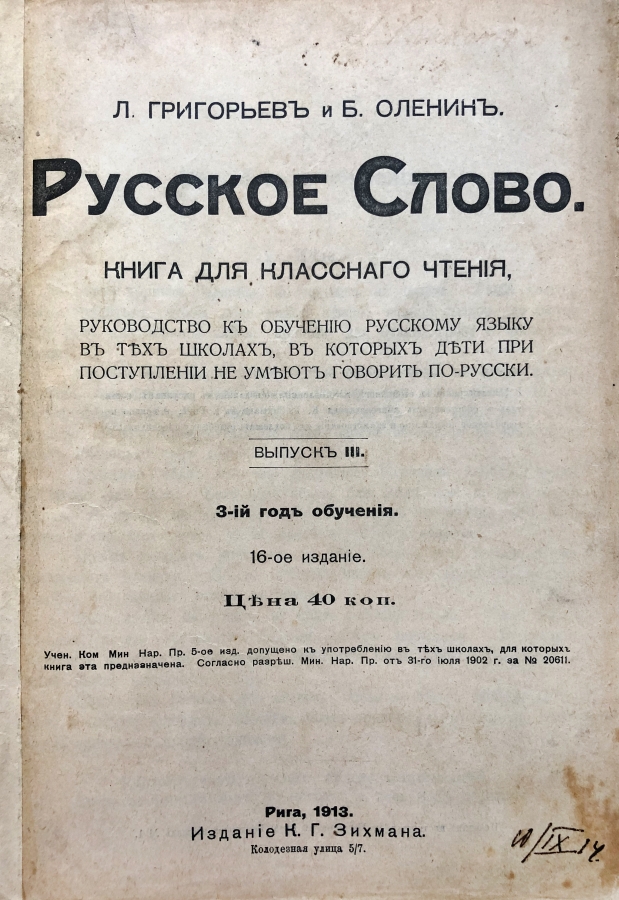 Л. ГРИГОРЬЕВЪ и Б. ОЛЕНИНЪ.
Русское Слово.
КНИГА ДЛЯ КЛАССНАГО ЧТЕНІЯ,
РУКОВОДСТВО КЪ ОБУЧЕНІЮ РУССКОМУ ЯЗЫКУ
ВЪ ТѢХЪ ШКОЛАХЪ, ВЪ КОТОРЫХЪ ДѢТИ ПРИ
ПОСТУПЛЕНІИ НЕ УМѢЮТЪ ГОВОРИТЬ ПО-РУССКИ.
ВЫПУСКЪ III.
3-ій годъ обученія.
16-ое изданіе.
Цѣна 40 коп.
Учен. Ком Мин Нар. Пр. 5-ое изд. допущено къ употребленію въ тѣхъ школахъ, для которыхъ
книга эта предназначена. Согласно разрѣш. Мин. Нар. Пр. отъ 31-го іюля 1902 г. за № 20611.
Рига, 1913.
Изданіе К. Г. Зихмана.
Колодезная улица 5/7.